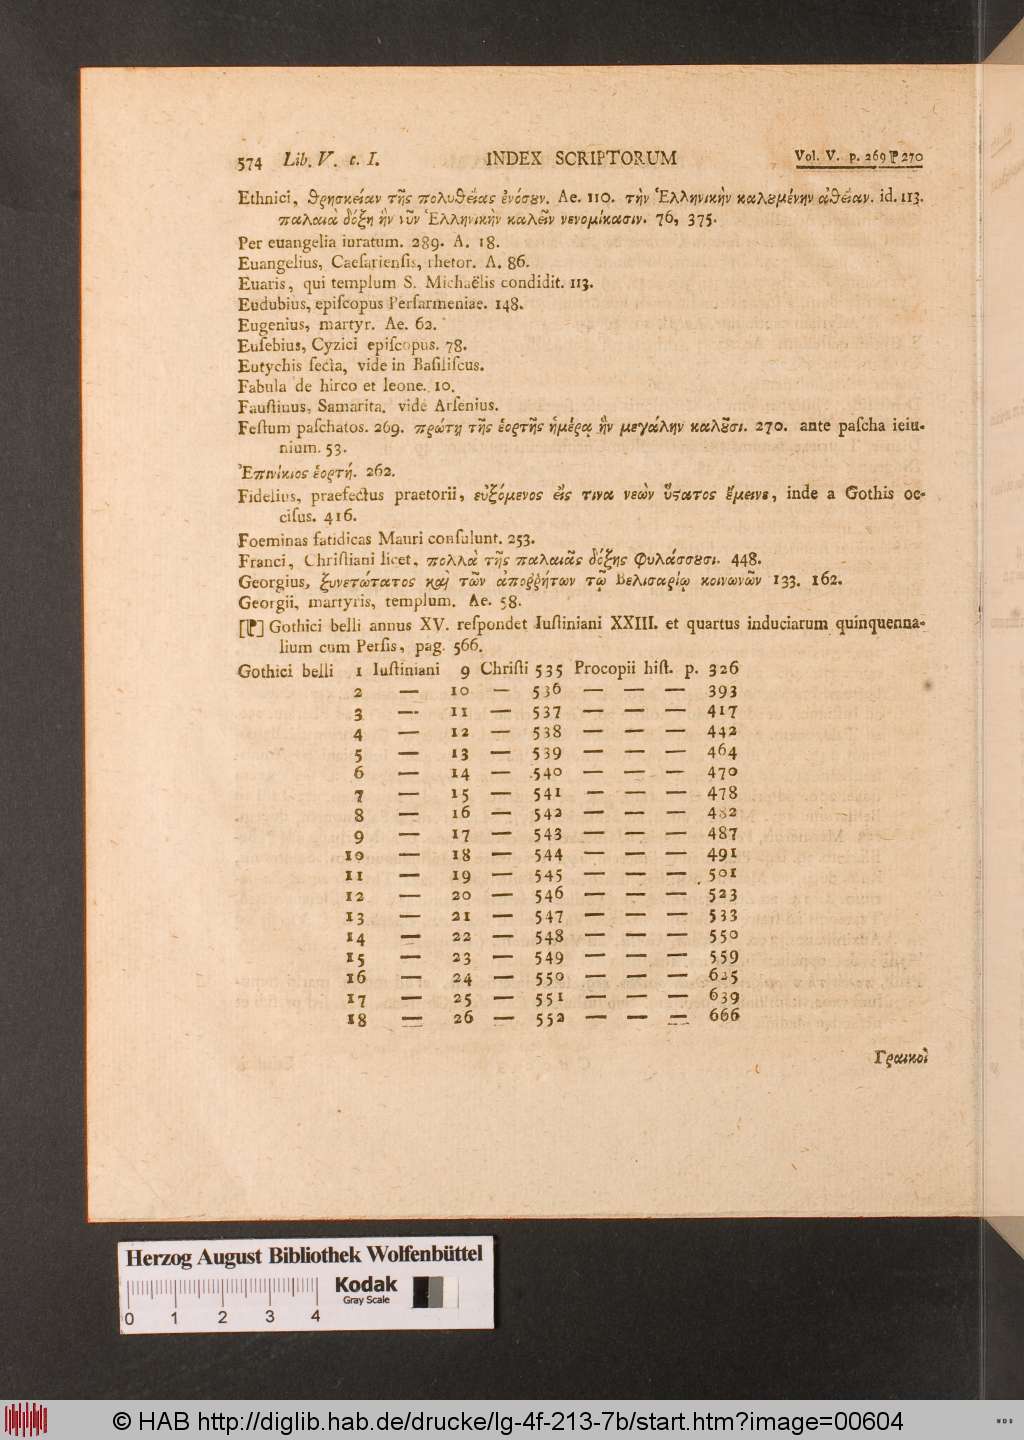 574 Lib. V. c. I. INDEX SCRIPTORUM Vol. V. p. 269 ⁋ 270
Ethnici, θρησκείαν τῆς πολυθεΐας ἐνόσουν. Ae. 110. τὴν Ἑλληνικὴν καλουμένην ἀθεΐαν. id. 113.
παλαιὰ δόξη ἣν νῦν Ἑλληνικὴν καλεῖν νενομίκασιν. 76, 375.
Per euangelia iuratum. 289. A. 18.
Euangelius, Caeſarienſis, rhetor. A. 86.
Euaris, qui templum S. Michaëlis condidit. 113.
Eudubius, epiſcopus Perſarmeniae. 148.
Eugenius, martyr. Ae. 62.
Euſebius, Cyzici epiſcopus. 78.
Eutychis ſecta, vide in Baſiliſcus.
Fabula de hirco et leone. 10.
Fauſtinus, Samarita. vide Arſenius.
Feſtum paſchatos. 269. πρώτη τῆς ἑορτῆς ἡμέρᾳ ἣν μεγάλην καλοῦσι. 270. ante paſcha ieiu-
nium. 53.
Ἐπινίκιος ἑορτή. 262.
Fidelius, praefectus praetorii, εὐξόμενος εἴς τινα νεὼν ὕστατος ἔμεινε, inde a Gothis oc-
ciſus. 416.
Foeminas fatidicas Mauri conſulunt. 253.
Franci, Chriſtiani licet, πολλὰ τῆς παλαιᾶς δόξης φυλάσσουσι. 448.
Georgius, ξυνετώτατος καὶ τῶν ἀποῤῥήτων τῷ Βελισαρίῳ κοινωνῶν 133. 162.
Georgii, martyris, templum. Ae. 58.
[⁋] Gothici belli annus XV. reſpondet Iuſtiniani XXIII. et quartus induciarum quinquenna-
lium cum Perſis, pag. 566.
Gothici belli 1 Iuſtiniani 9 Chriſti 535 Procopii hiſt. p. 326
2 — 10 — 536 — — — 393
3 — 11 — 537 — — — 417
4 — 12 — 538 — — — 442
5 — 13 — 539 — — — 464
6 — 14 — 540 — — — 470
7 — 15 — 541 — — — 478
8 — 16 — 542 — — — 482
9 — 17 — 543 — — — 487
10 — 18 — 544 — — — 491
11 — 19 — 545 — — — 501
12 — 20 — 546 — — — 523
13 — 21 — 547 — — — 533
14 — 22 — 548 — — — 550
15 — 23 — 549 — — — 559
16 — 24 — 550 — — — 625
17 — 25 — 551 — — — 639
18 — 26 — 552 — — — 666
Γραικοὶ
Herzog August Bibliothek Wolfenbüttel
Kodak
Gray Scale
0 1 2 3 4
© HAB http://diglib.hab.de/drucke/lg-4f-213-7b/start.htm?image=00604